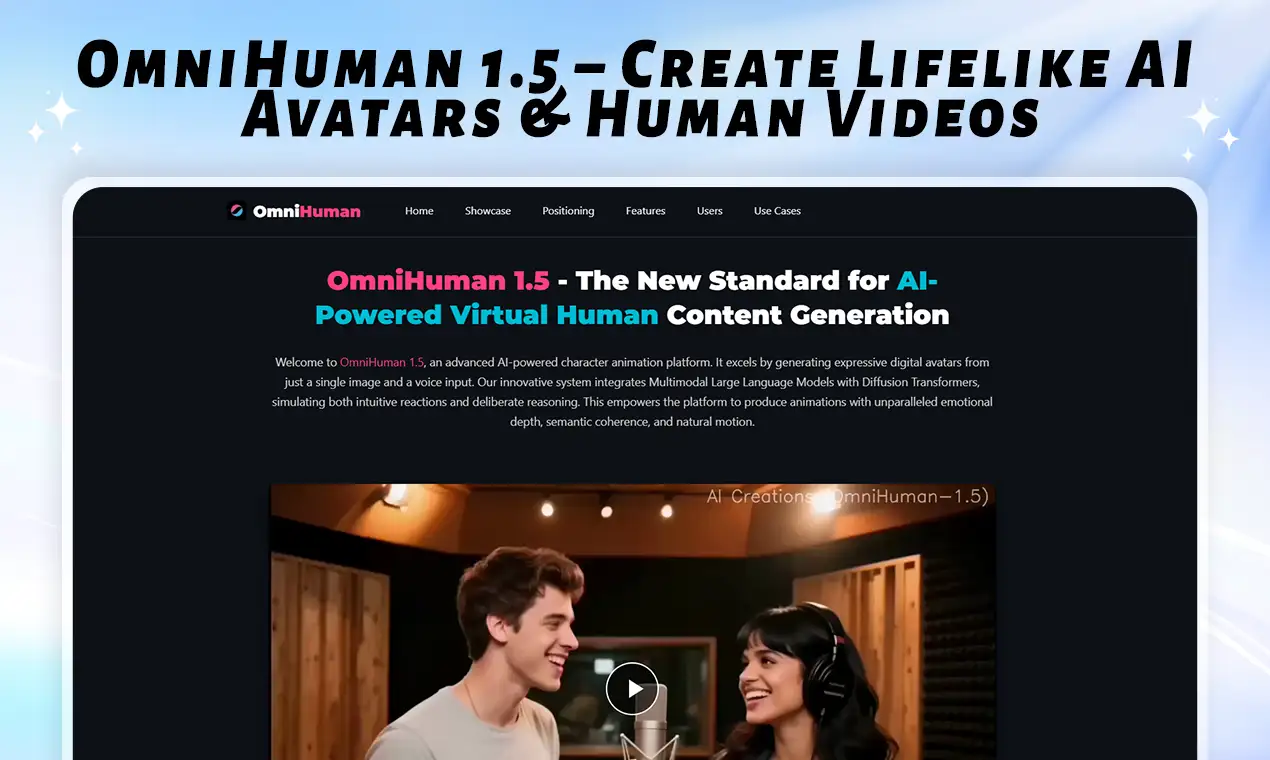 OmniHuman 1.5 – Create Lifelike AI
Avatars & Human Videos
OmniHuman
Home
Showcase
Positioning
Features
Users
Use Cases
OmniHuman 1.5 - The New Standard for AI-
Powered Virtual Human Content Generation
Welcome to OmniHuman 1.5, an advanced AI-powered character animation platform. It excels by generating expressive digital avatars from
just a single image and a voice input. Our innovative system integrates Multimodal Large Language Models with Diffusion Transformers,
simulating both intuitive reactions and deliberate reasoning. This empowers the platform to produce animations with unparalleled emotional
depth, semantic coherence, and natural motion.
AI Creations (OmniHuman-1.5)